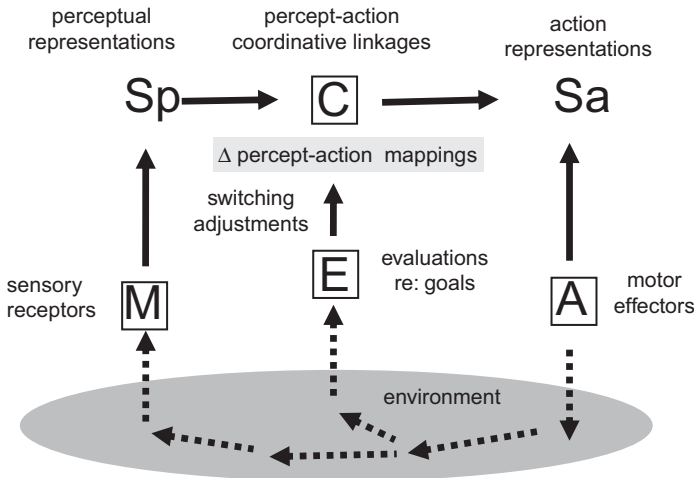 perceptual
representations
percept-action
coordinative linkages
action
representations
Sp
C
Sa
Δ percept-action mappings
switching
adjustments
sensory
receptors
M
E
evaluations
re: goals
A
motor
effectors
environment